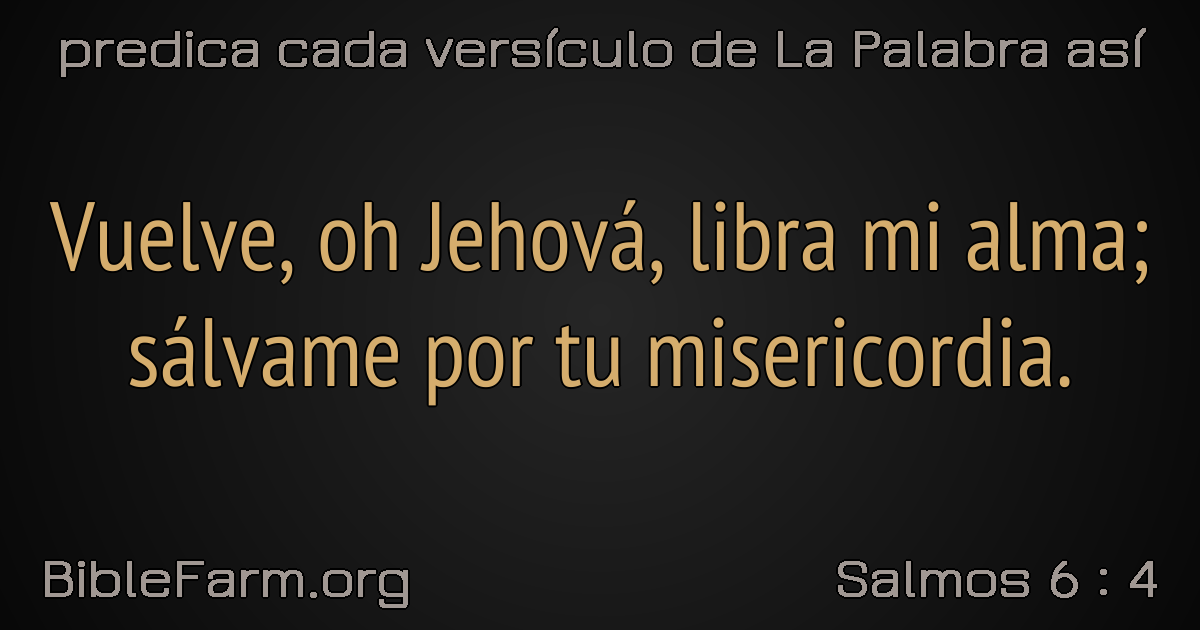 predica cada versículo de La Palabra así
Vuelve, oh Jehová, libra mi alma;
sálvame por tu misericordia.
BibleFarm.org
Salmos 6 : 4